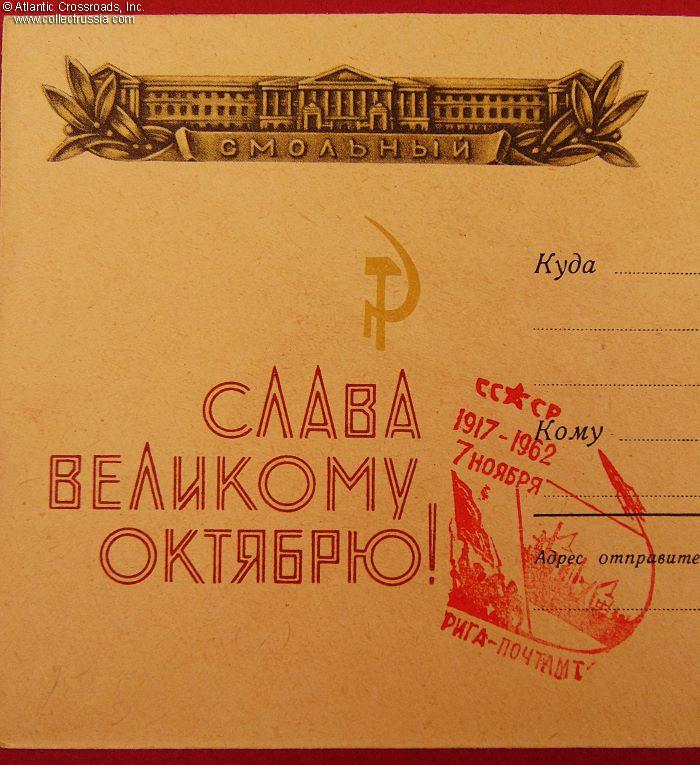 © Atlantic Crossroads, Inc.
www.collectrussia.com
СМОЛЬНЫЙ
Куда
СЛАВА
ВЕЛИКОМУ
ОКТЯБРЮ!
СССР
1917-1962
7 НОЯБРЯ
РИГА-ПОЧТАМТ
Кому
Адрес отправите